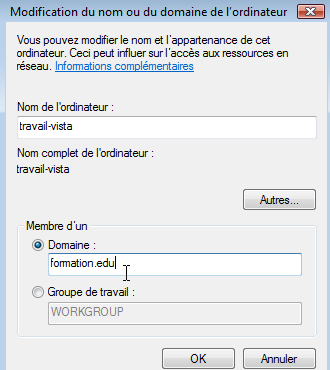 Modification du nom ou du domaine de l'ordinateur
Vous pouvez modifier le nom et l'appartenance de cet
ordinateur. Ceci peut influer sur l'accès aux ressources en
réseau. Informations complémentaires
Nom de l'ordinateur :
travail-vista
Nom complet de l'ordinateur :
travail-vista
Autres...
Membre d'un
Domaine :
formation.edu
Groupe de travail :
WORKGROUP
OK Annuler